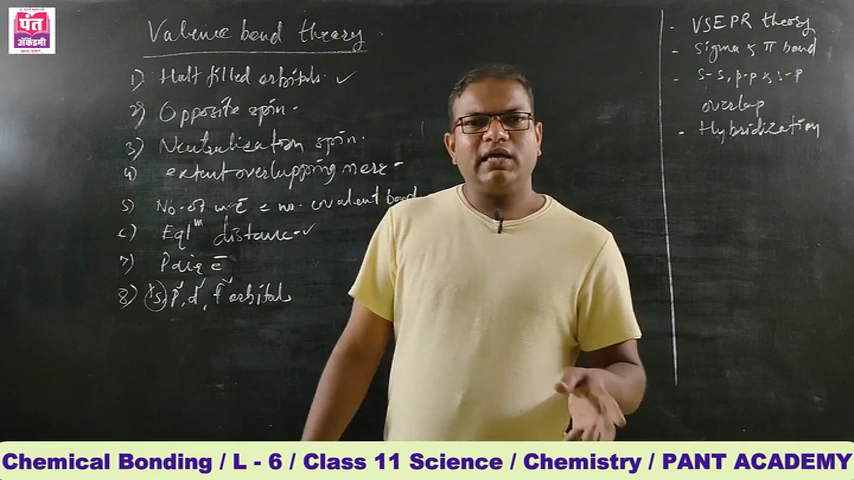 पंत
अॅकॅडमी
Valence bond theory
1) Half filled orbitals. ✓
2) Opposite spin.
3) Neutralization spin.
4) extent overlapping more -
5) No. of = no. covalent bond
6) Eqlᵐ distance ✓
7) Pair ē
8) s, p, d, f orbitals
- VSEPR theory
- Sigma & π bond
- s-s, p-p & s-p
overlap
- Hybridization
Chemical Bonding / L - 6 / Class 11 Science / Chemistry / PANT ACADEMY